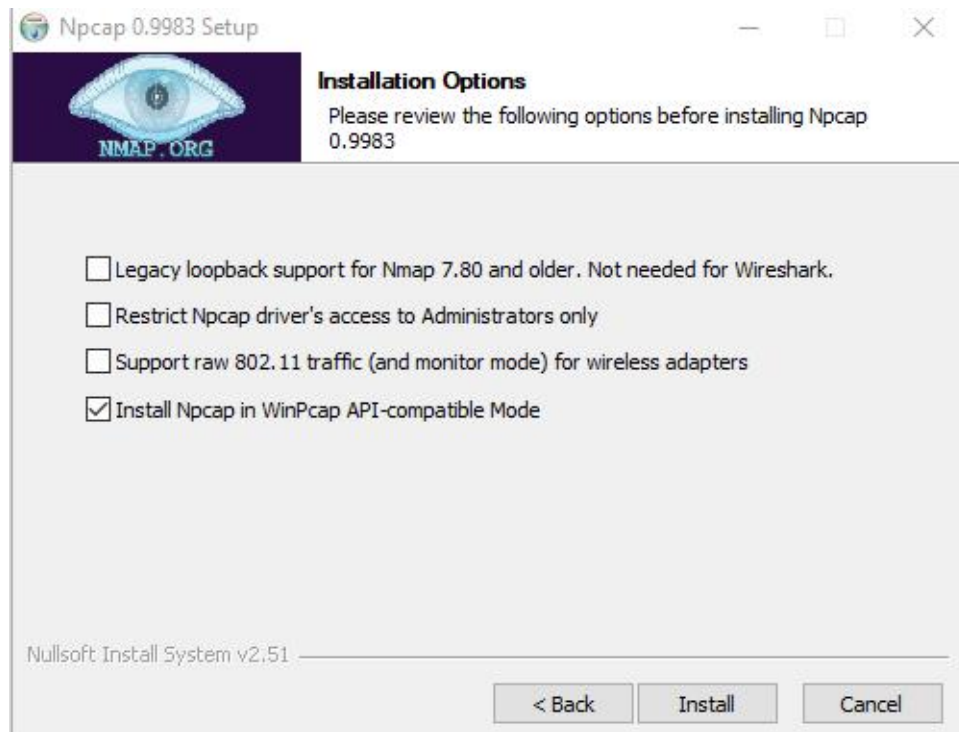 Npcap 0.9983 Setup
NMAP.ORG
Installation Options
Please review the following options before installing Npcap
0.9983
Legacy loopback support for Nmap 7.80 and older. Not needed for Wireshark.
Restrict Npcap driver's access to Administrators only
Support raw 802.11 traffic (and monitor mode) for wireless adapters
Install Npcap in WinPcap API-compatible Mode
Nullsoft Install System v2.51
< Back Install Cancel